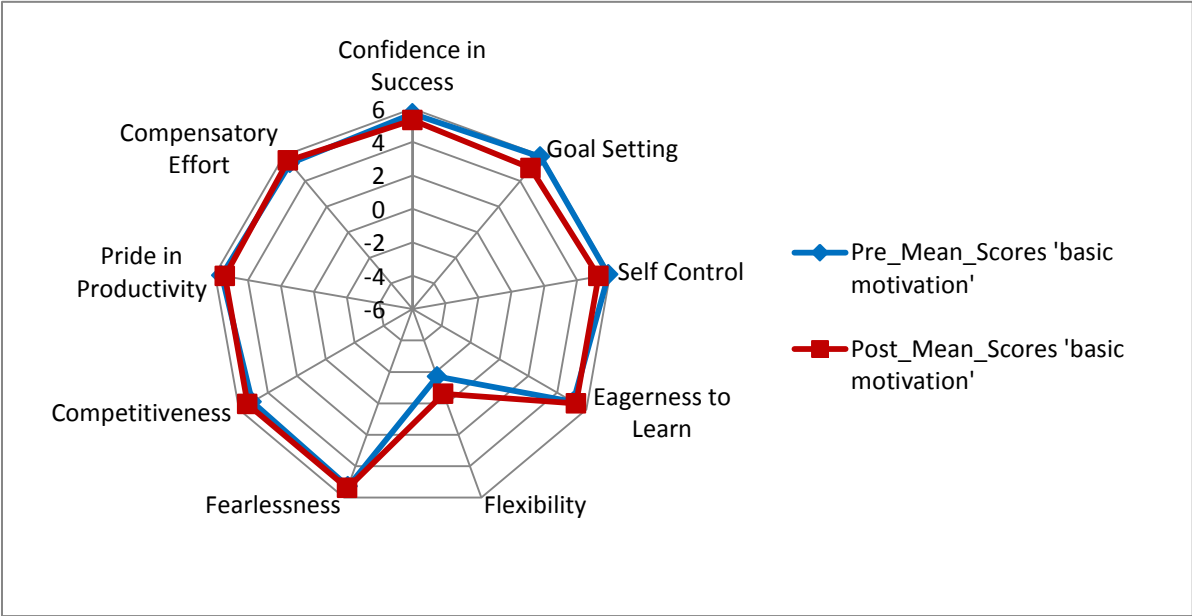 Confidence in
Success
6
4
2
0
-2
-4
-6
Goal Setting
Self Control
Eagerness to
Learn
Flexibility
Fearlessness
Competitiveness
Pride in
Productivity
Compensatory
Effort
Pre_Mean_Scores 'basic
motivation'
Post_Mean_Scores 'basic
motivation'